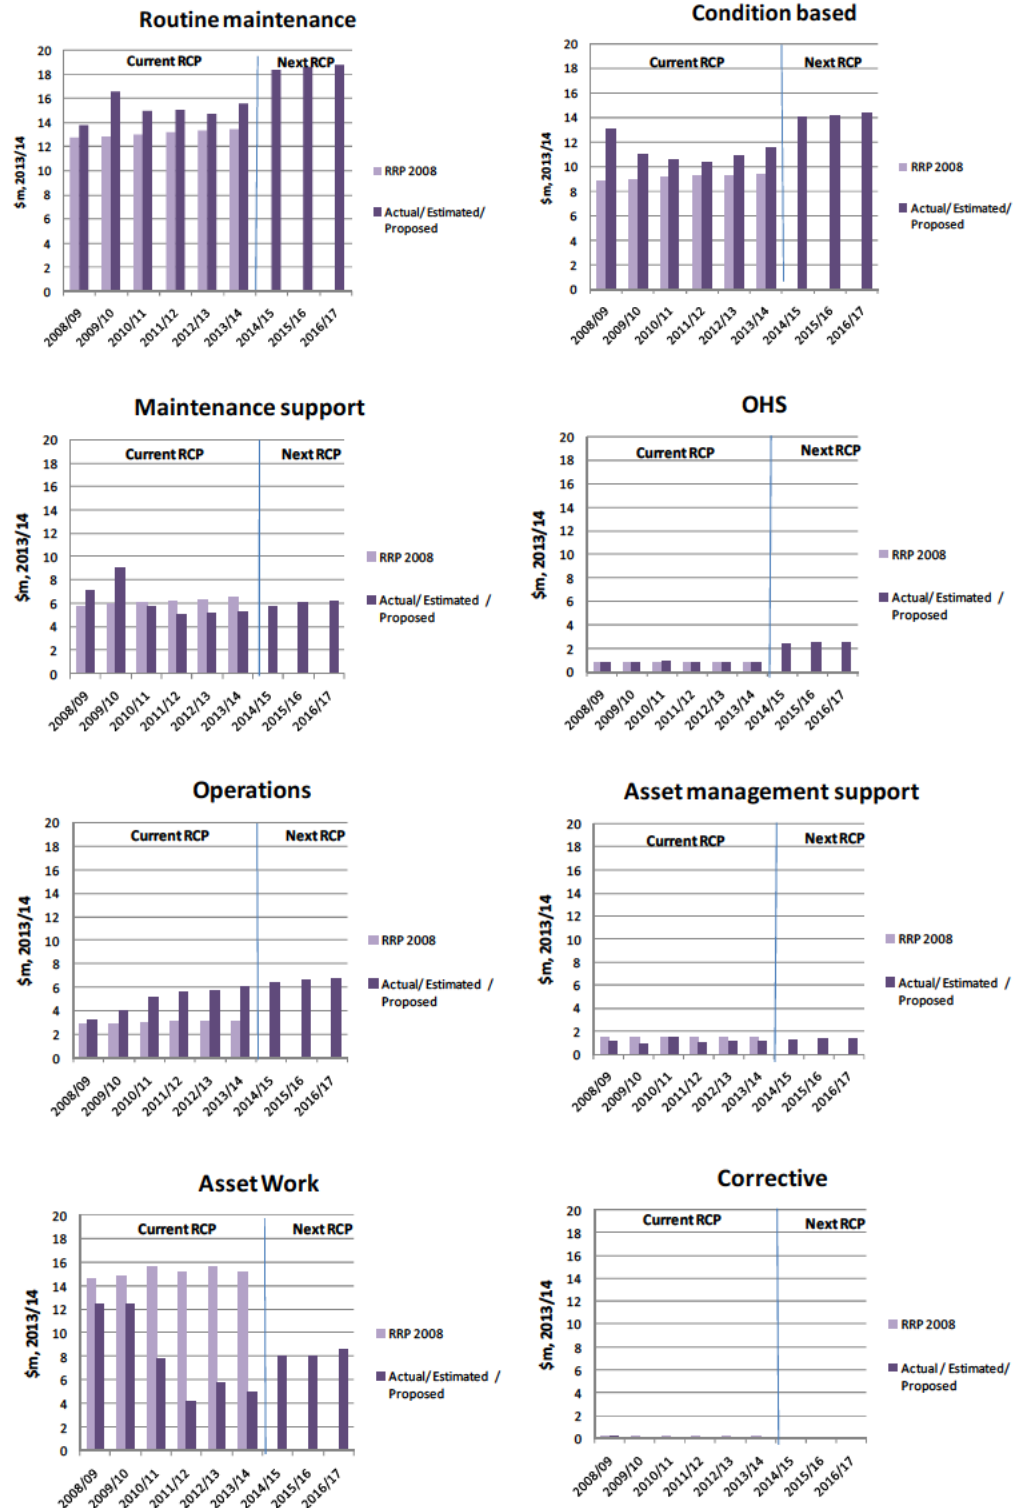 Routine maintenance
20
18
16
14
12
10
8
6
4
2
0
$m, 2013/14
Current RCP
Next RCP
RRP 2008
Actual/Estimated/
Proposed
2008/09
2009/10
2010/11
2011/12
2012/13
2013/14
2014/15
2015/16
2016/17
Condition based
20
18
16
14
12
10
8
6
4
2
0
$m, 2013/14
Current RCP
Next RCP
RRP 2008
Actual/Estimated/
Proposed
2008/09
2009/10
2010/11
2011/12
2012/13
2013/14
2014/15
2015/16
2016/17
Maintenance support
20
18
16
14
12
10
8
6
4
2
0
$m, 2013/14
Current RCP
Next RCP
RRP 2008
Actual/Estimated /
Proposed
2008/09
2009/10
2010/11
2011/12
2012/13
2013/14
2014/15
2015/16
2016/17
OHS
20
18
16
14
12
10
8
6
4
2
0
$m, 2013/14
Current RCP
Next RCP
RRP 2008
Actual/Estimated /
Proposed
2008/09
2009/10
2010/11
2011/12
2012/13
2013/14
2014/15
2015/16
2016/17
Operations
20
18
16
14
12
10
8
6
4
2
0
$m, 2013/14
Current RCP
Next RCP
RRP 2008
Actual/Estimated /
Proposed
2008/09
2009/10
2010/11
2011/12
2012/13
2013/14
2014/15
2015/16
2016/17
Asset management support
20
18
16
14
12
10
8
6
4
2
0
$m, 2013/14
Current RCP
Next RCP
RRP 2008
Actual/Estimated /
Proposed
2008/09
2009/10
2010/11
2011/12
2012/13
2013/14
2014/15
2015/16
2016/17
Asset Work
20
18
16
14
12
10
8
6
4
2
0
$m, 2013/14
Current RCP
Next RCP
RRP 2008
Actual/Estimated /
Proposed
2008/09
2009/10
2010/11
2011/12
2012/13
2013/14
2014/15
2015/16
2016/17
Corrective
20
18
16
14
12
10
8
6
4
2
0
$m, 2013/14
Current RCP
Next RCP
RRP 2008
Actual/Estimated/
Proposed
2008/09
2009/10
2010/11
2011/12
2012/13
2013/14
2014/15
2015/16
2016/17